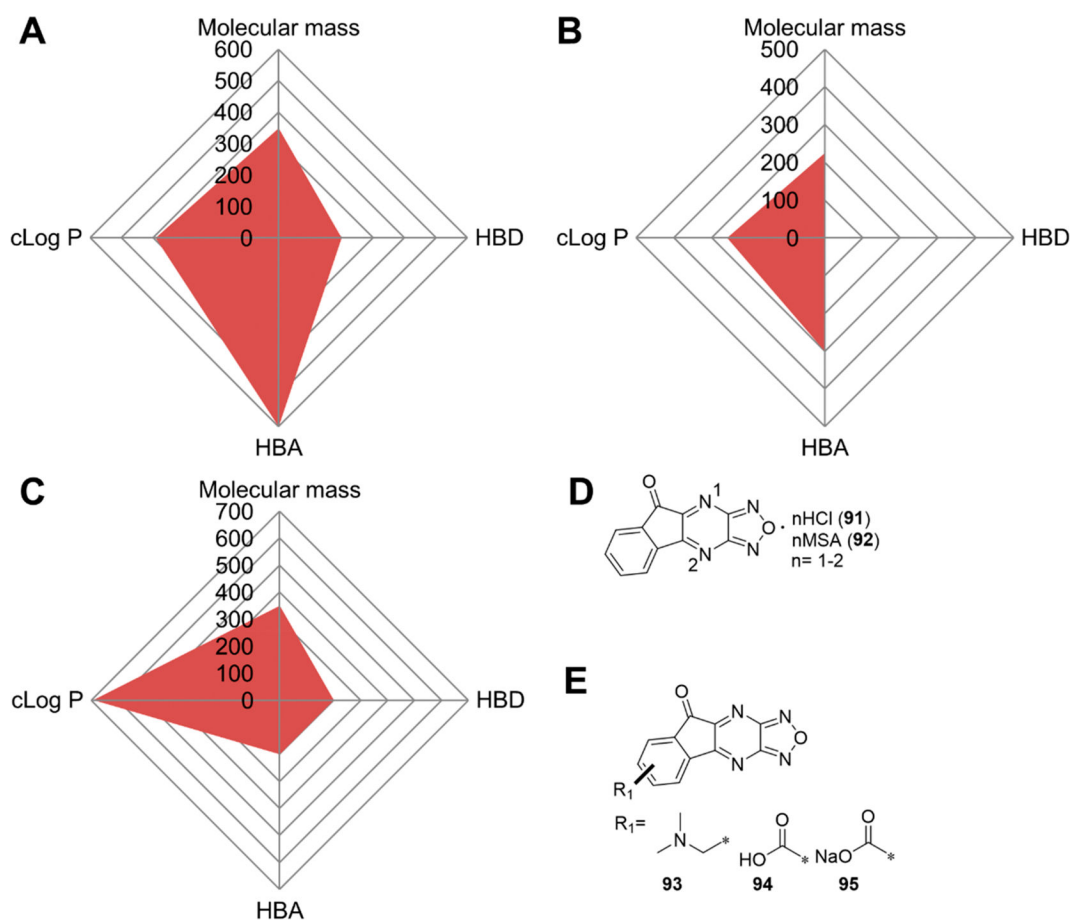 A
Molecular mass
600
500
400
300
200
100
0
cLog P
HBD
HBA
B
Molecular mass
500
400
300
200
100
0
cLog P
HBD
HBA
C
Molecular mass
700
600
500
400
300
200
100
0
cLog P
HBD
HBA
D
O
N 1
N
O
N
N
2
· nHCl (91)
nMSA (92)
n= 1-2
E
O
N
N
O
N
N
R1
R1=
N
*
93
O
HO
*
94
O
NaO
*
95